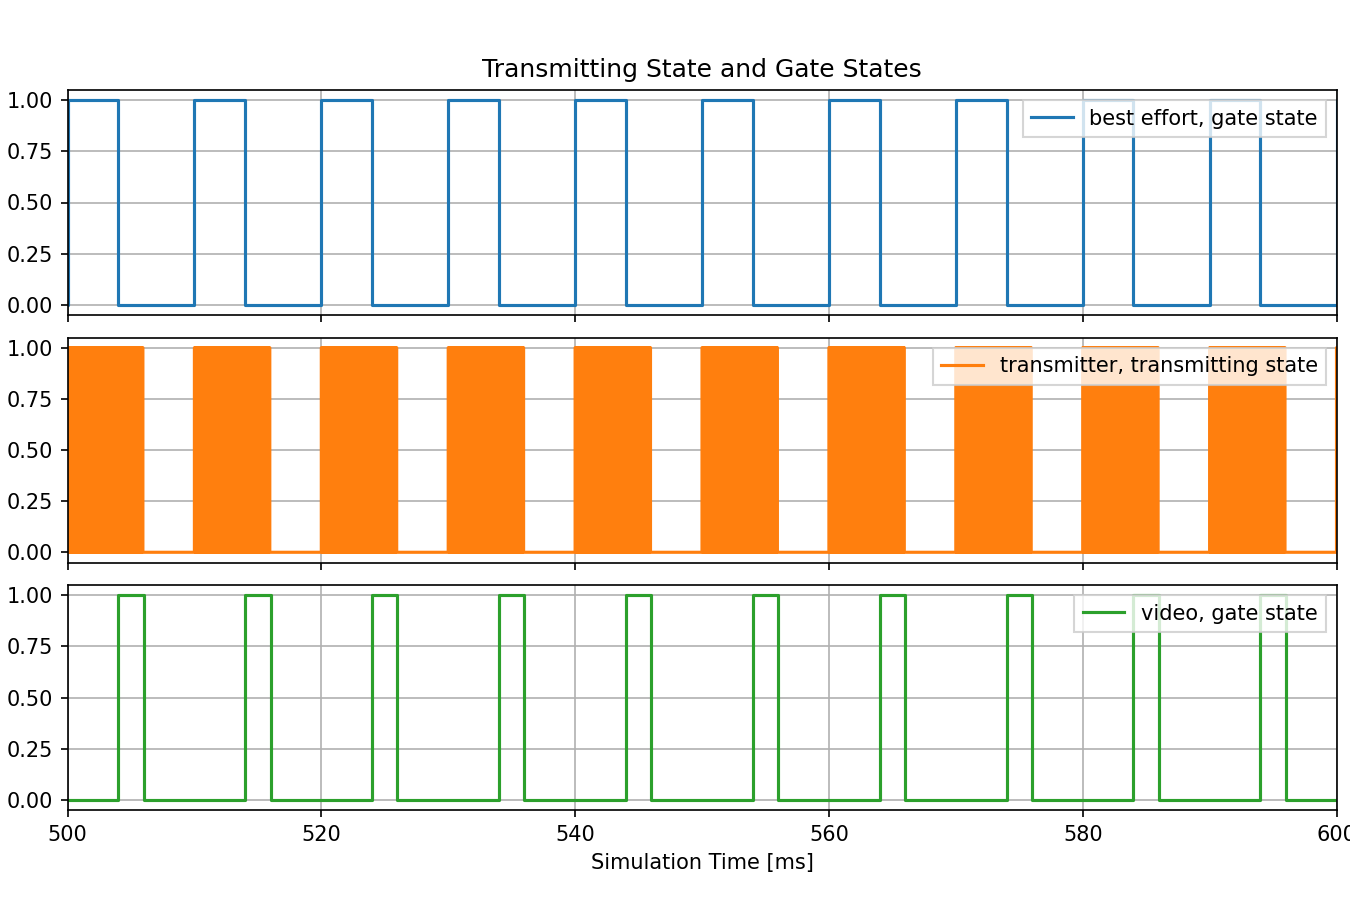 Transmitting State and Gate States
1.00
0.75
0.50
0.25
0.00
best effort, gate state
1.00
0.75
0.50
0.25
0.00
transmitter, transmitting state
1.00
0.75
0.50
0.25
0.00
video, gate state
500 520 540 560 580 600
Simulation Time [ms]